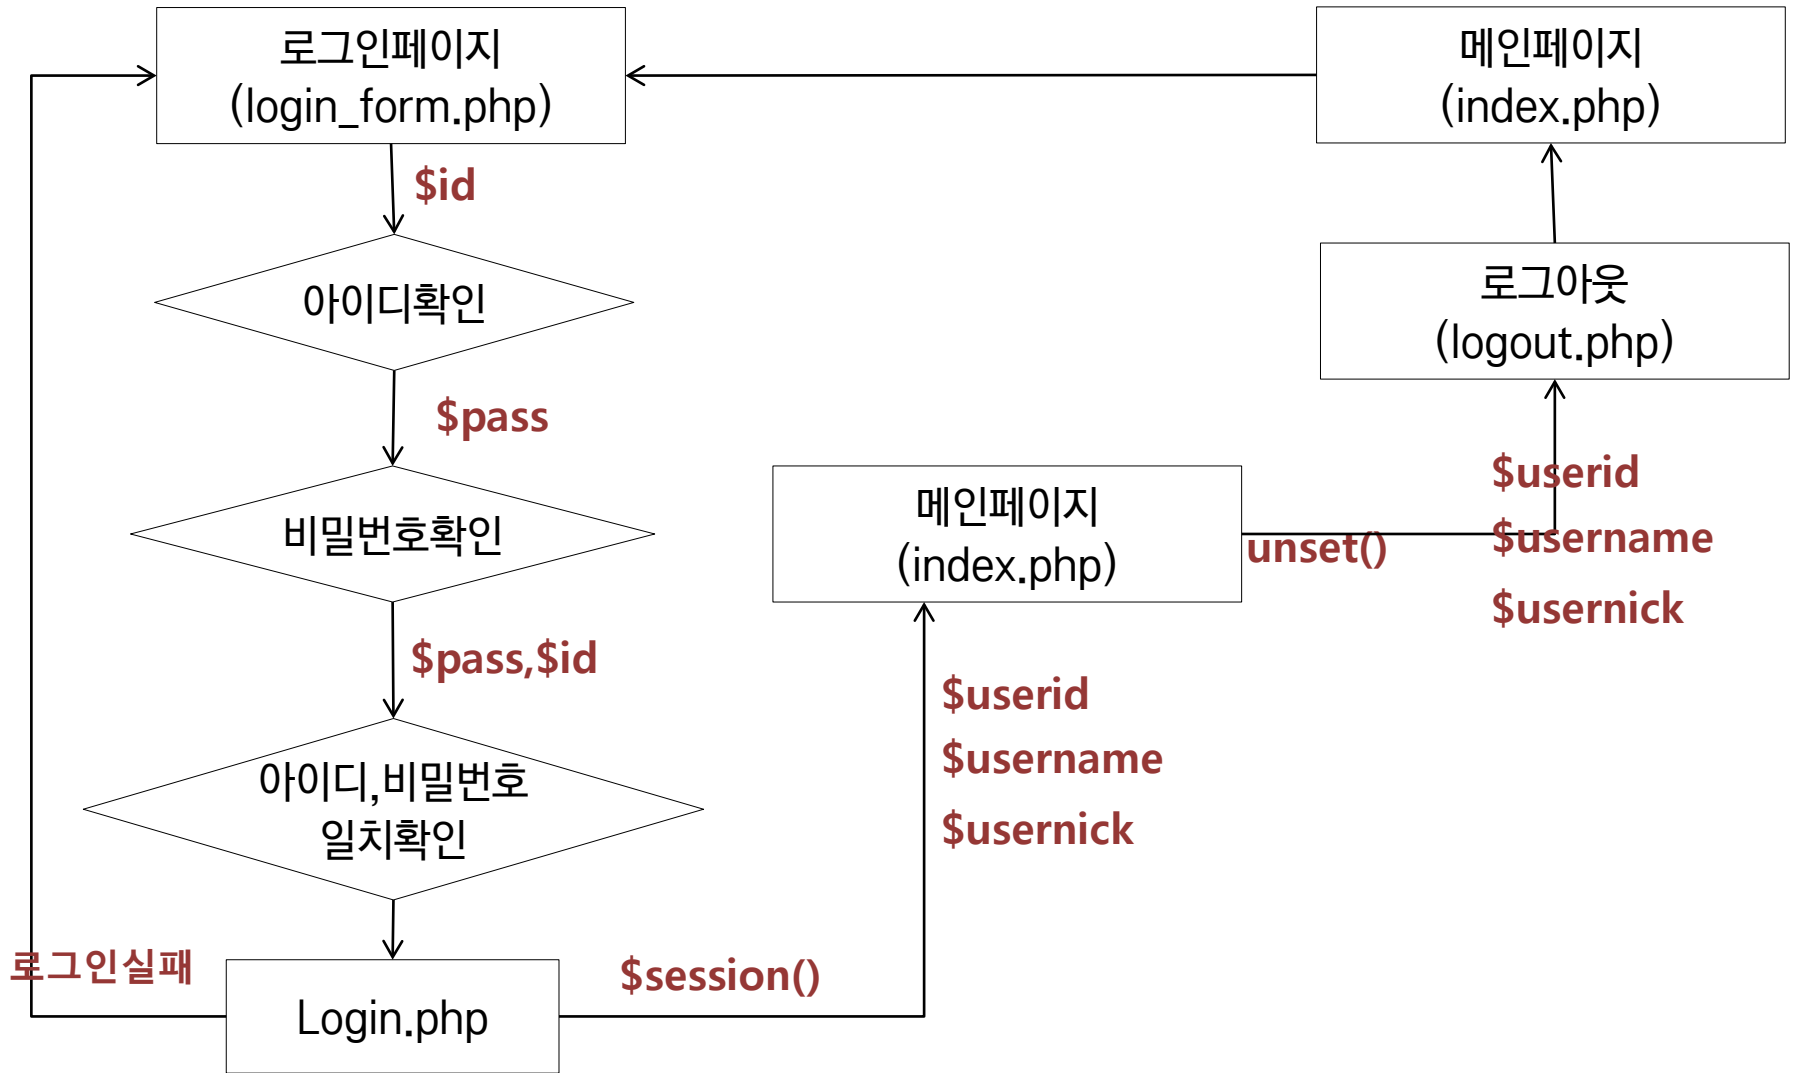 로그인페이지
(login_form.php)
메인페이지
(index.php)
$id
아이디확인
로그아웃
(logout.php)
$pass
비밀번호확인
메인페이지
(index.php)
unset()
$userid
$username
$usernick
$pass,$id
$userid
$username
$usernick
아이디,비밀번호
일치확인
로그인실패
Login.php
$session()